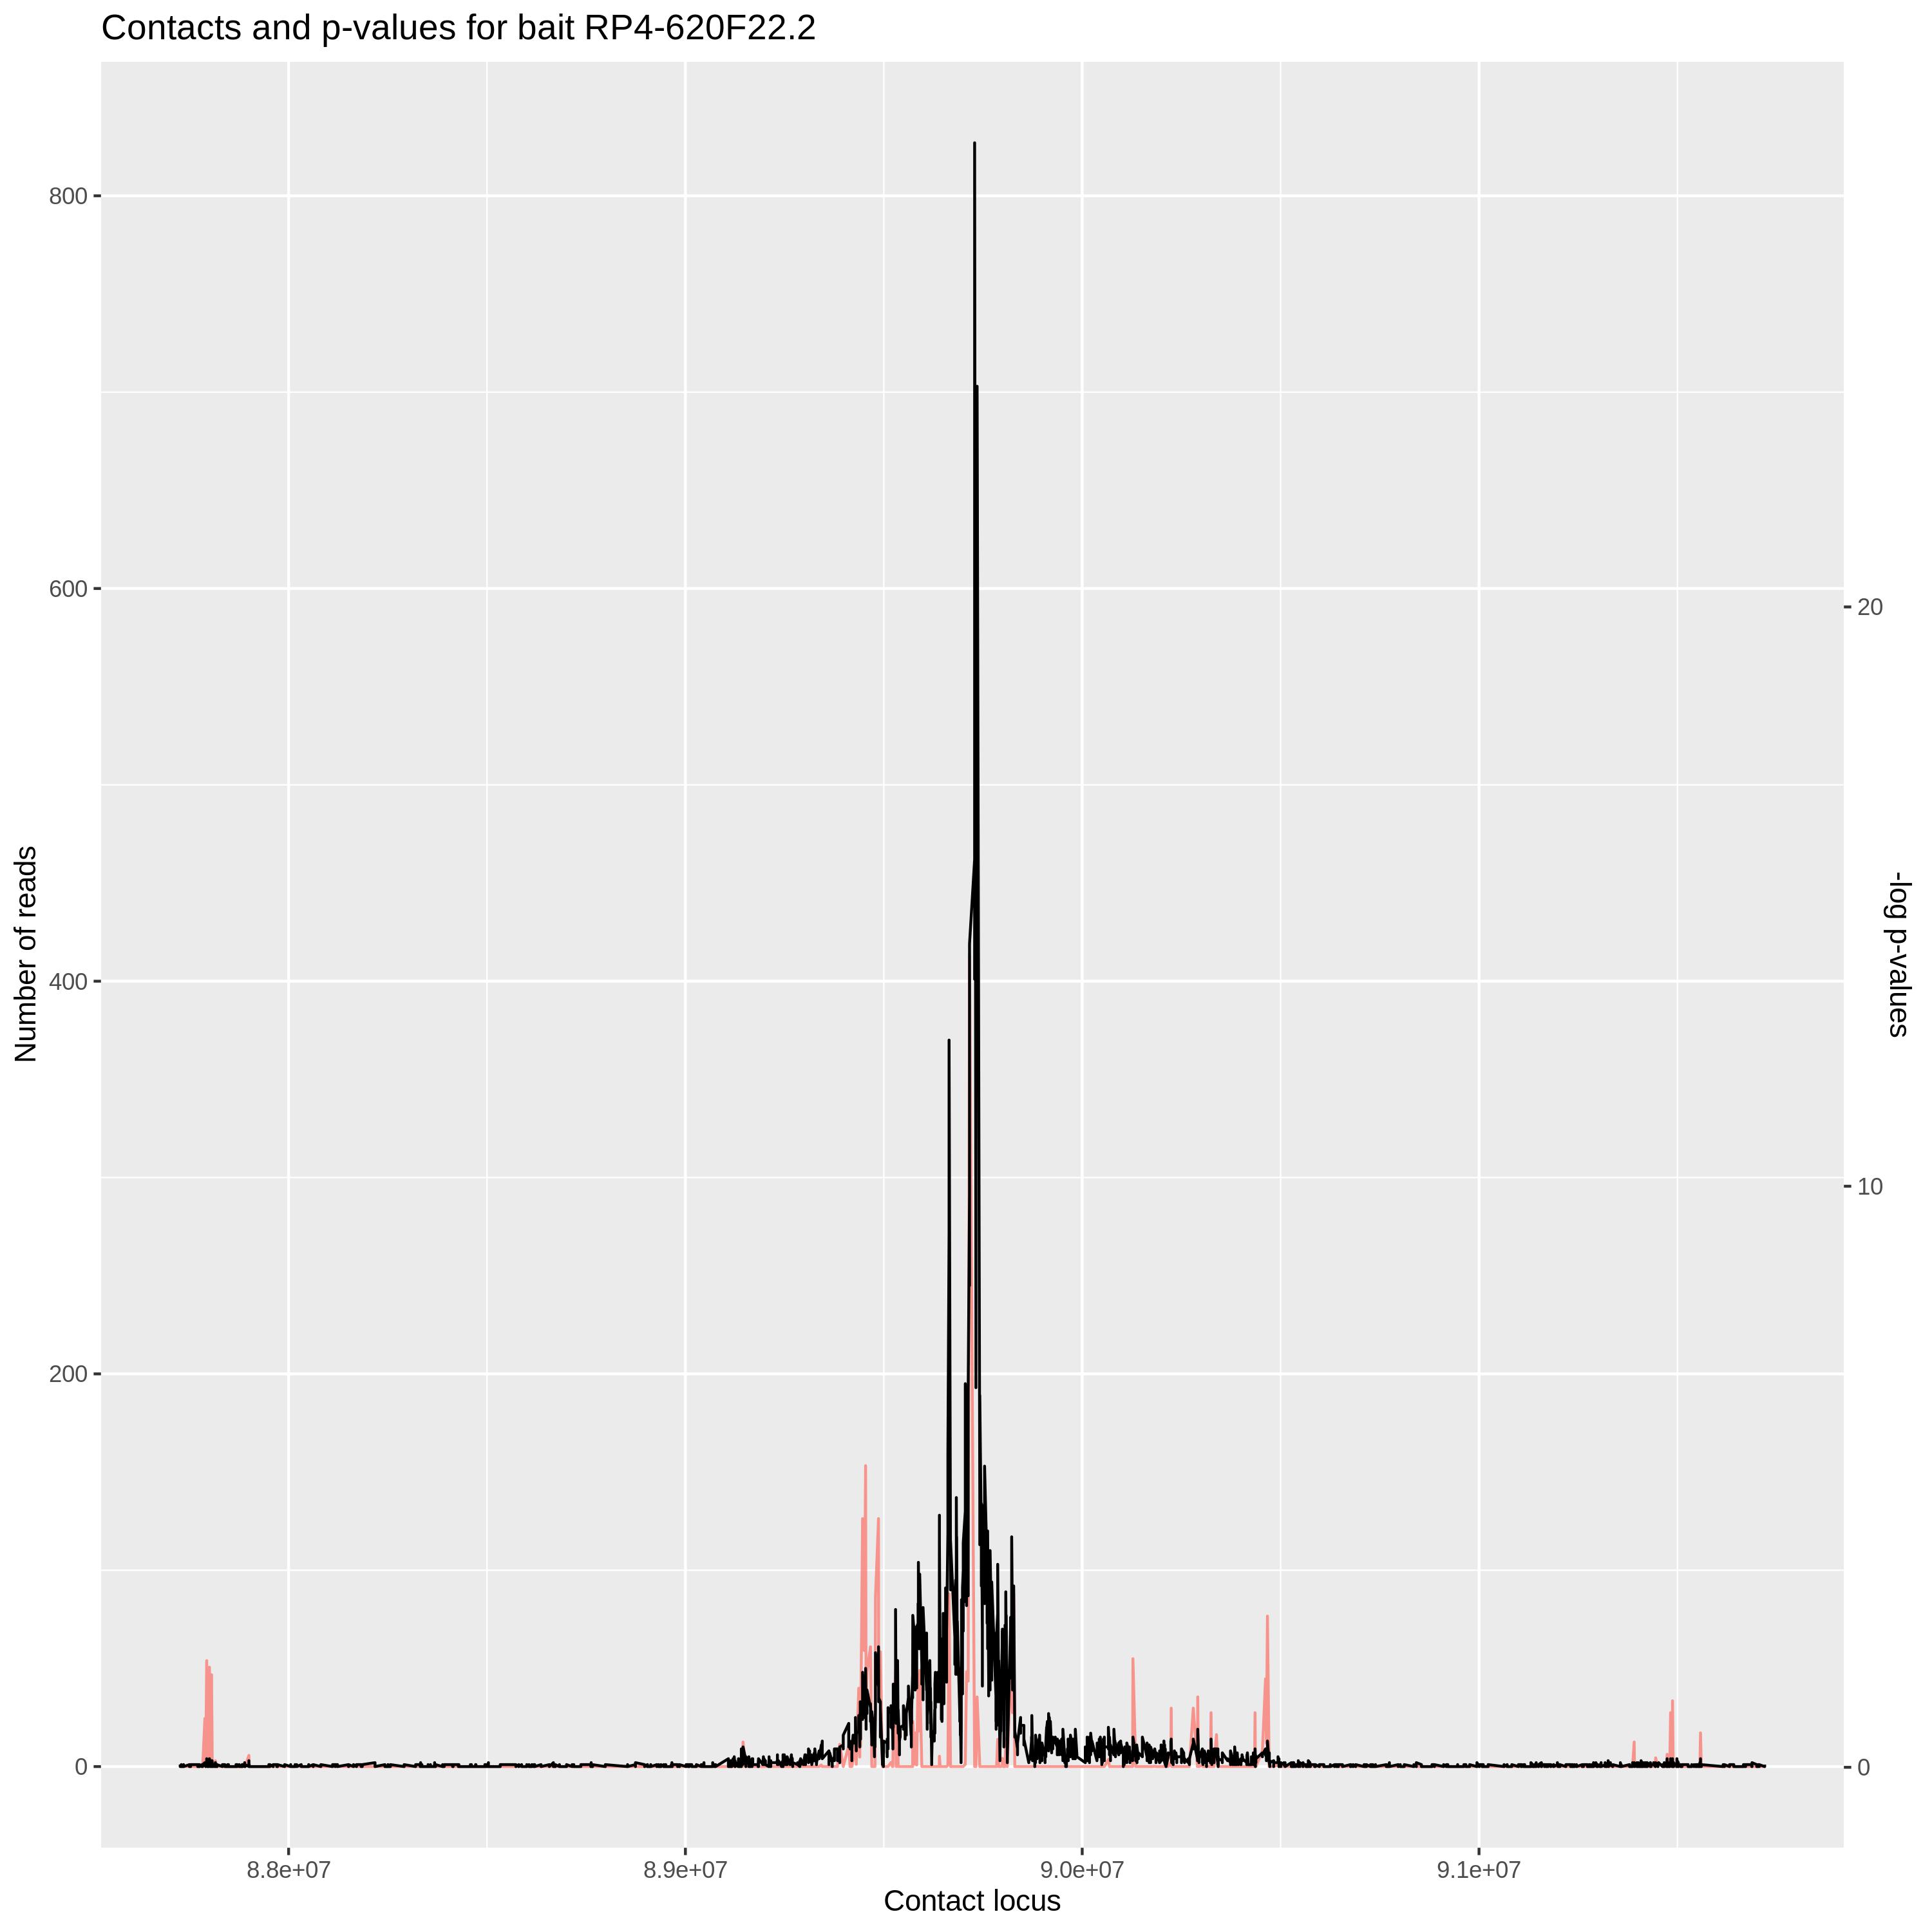 Contacts and p-values for bait RP4-620F22.2
800
600
400
200
0
Number of reads
20
10
0
-log p-values
8.8e+07
8.9e+07
9.0e+07
9.1e+07
Contact locus